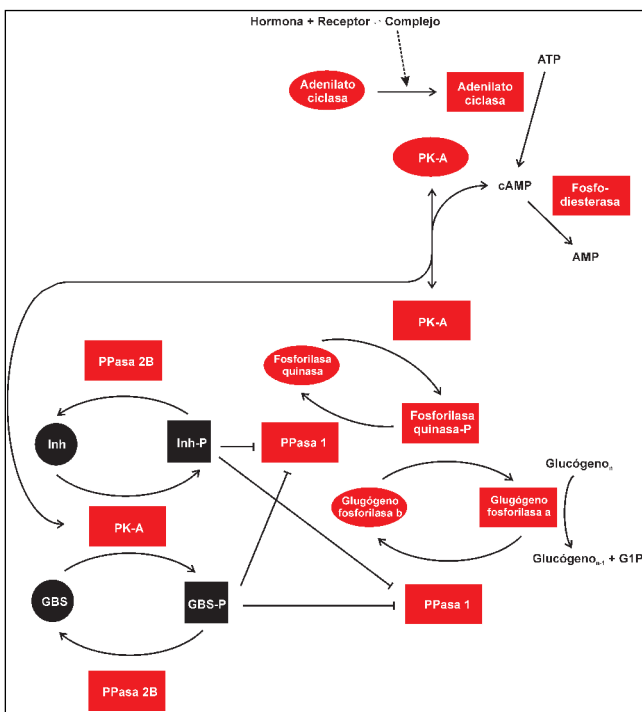 Hormona + Receptor -- Complejo
Adenilato
ciclasa
Adenilato
ciclasa
ATP
PK-A
cAMP
Fosfo-
diesterasa
AMP
PK-A
PPasa 2B
Fosforilasa
quinasa
Inh
Inh-P
PPasa 1
Fosforilasa
quinasa-P
Glucógenoₙ
Glugógeno
fosforilasa b
Glugógeno
fosforilasa a
PK-A
Glucógenoₙ₋₁ + G1P
GBS
GBS-P
PPasa 1
PPasa 2B